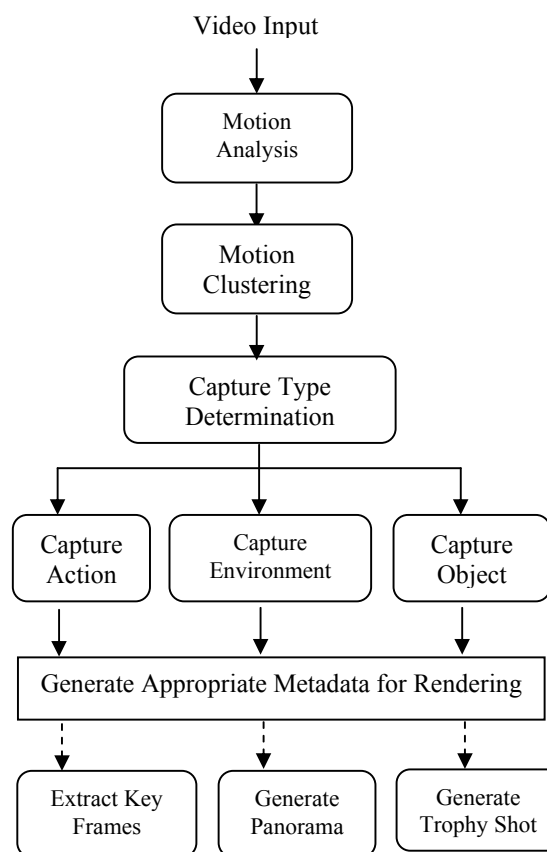 Video Input
Motion
Analysis
Motion
Clustering
Capture Type
Determination
Capture
Action
Capture
Environment
Capture
Object
Generate Appropriate Metadata for Rendering
Extract Key
Frames
Generate
Panorama
Generate
Trophy Shot